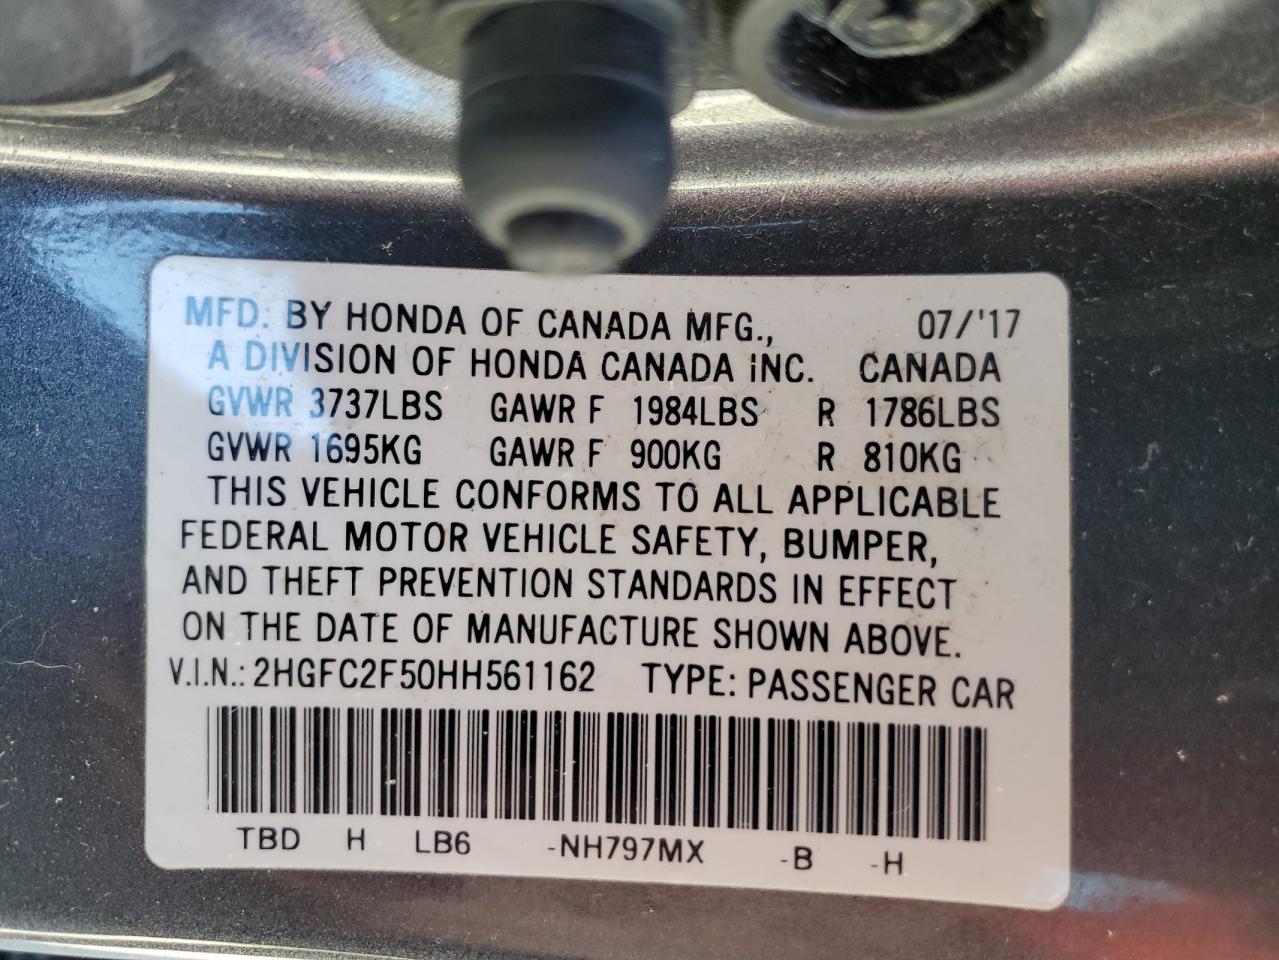 MFD. BY HONDA OF CANADA MFG., 07/'17
A DIVISION OF HONDA CANADA INC. CANADA
GVWR 3737LBS GAWR F 1984LBS R 1786LBS
GVWR 1695KG GAWR F 900KG R 810KG
THIS VEHICLE CONFORMS TO ALL APPLICABLE
FEDERAL MOTOR VEHICLE SAFETY, BUMPER,
AND THEFT PREVENTION STANDARDS IN EFFECT
ON THE DATE OF MANUFACTURE SHOWN ABOVE.
V.I.N.: 2HGFC2F50HH561162 TYPE: PASSENGER CAR
TBD H LB6 -NH797MX -B -H